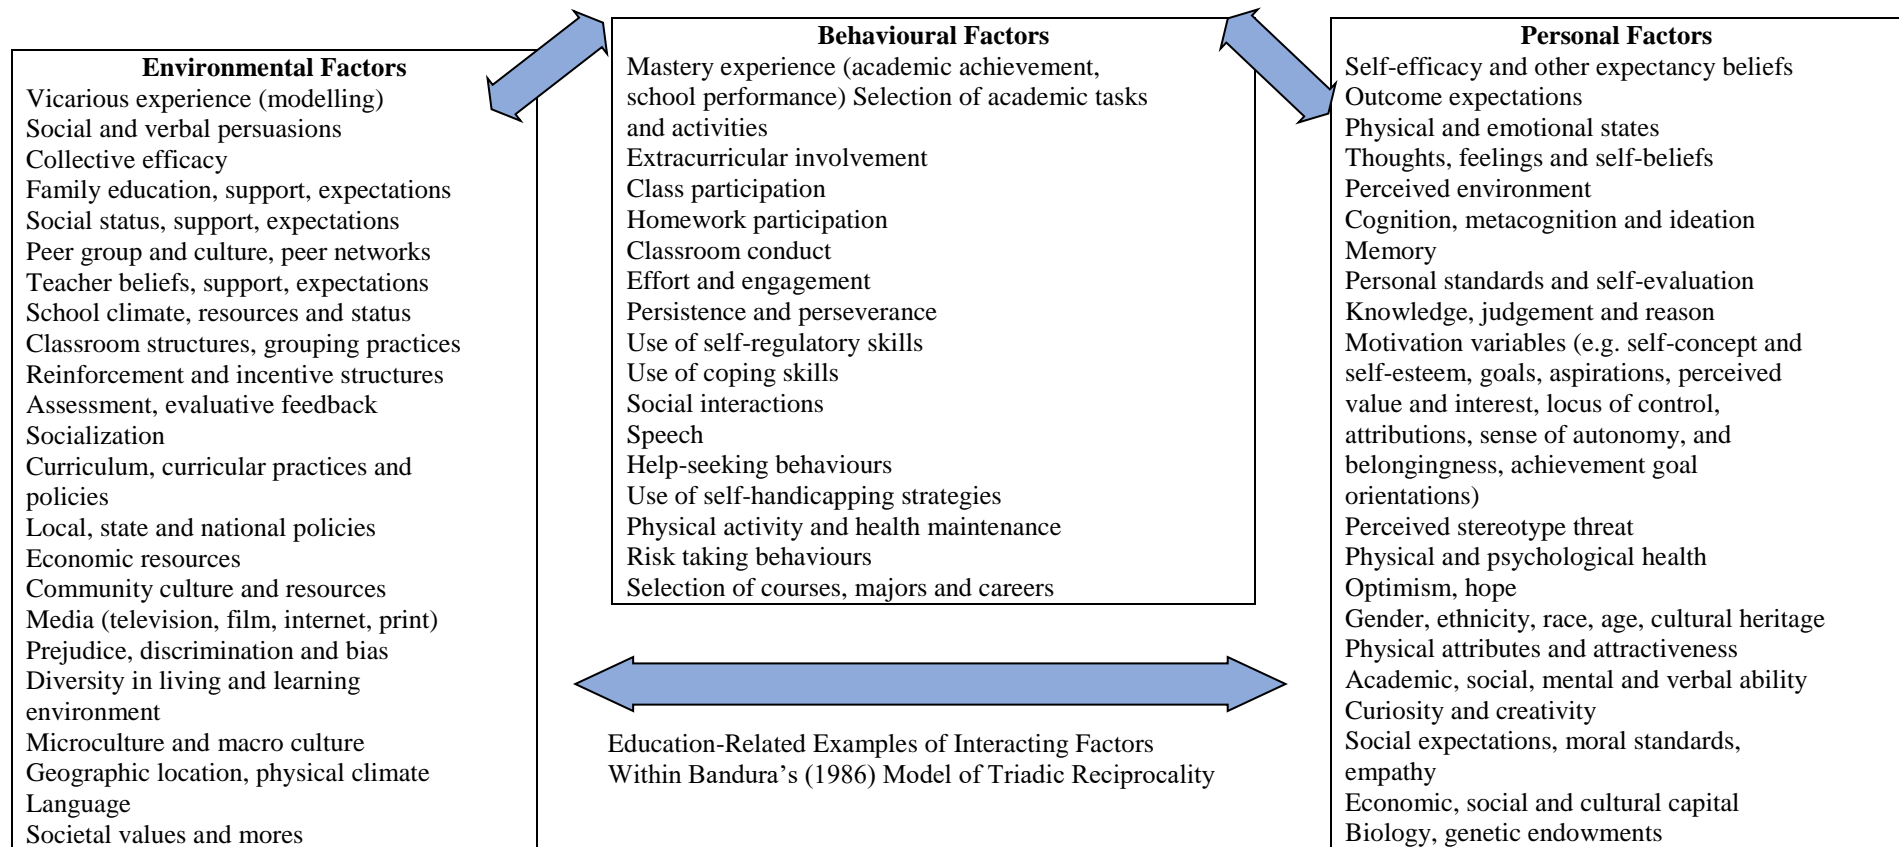 Environmental Factors
Vicarious experience (modelling)
Social and verbal persuasions
Collective efficacy
Family education, support, expectations
Social status, support, expectations
Peer group and culture, peer networks
Teacher beliefs, support, expectations
School climate, resources and status
Classroom structures, grouping practices
Reinforcement and incentive structures
Assessment, evaluative feedback
Socialization
Curriculum, curricular practices and
policies
Local, state and national policies
Economic resources
Community culture and resources
Media (television, film, internet, print)
Prejudice, discrimination and bias
Diversity in living and learning
environment
Microculture and macro culture
Geographic location, physical climate
Language
Societal values and mores
Behavioural Factors
Mastery experience (academic achievement,
school performance) Selection of academic tasks
and activities
Extracurricular involvement
Class participation
Homework participation
Classroom conduct
Effort and engagement
Persistence and perseverance
Use of self-regulatory skills
Use of coping skills
Social interactions
Speech
Help-seeking behaviours
Use of self-handicapping strategies
Physical activity and health maintenance
Risk taking behaviours
Selection of courses, majors and careers
Education-Related Examples of Interacting Factors
Within Bandura’s (1986) Model of Triadic Reciprocality
Personal Factors
Self-efficacy and other expectancy beliefs
Outcome expectations
Physical and emotional states
Thoughts, feelings and self-beliefs
Perceived environment
Cognition, metacognition and ideation
Memory
Personal standards and self-evaluation
Knowledge, judgement and reason
Motivation variables (e.g. self-concept and
self-esteem, goals, aspirations, perceived
value and interest, locus of control,
attributions, sense of autonomy, and
belongingness, achievement goal
orientations)
Perceived stereotype threat
Physical and psychological health
Optimism, hope
Gender, ethnicity, race, age, cultural heritage
Physical attributes and attractiveness
Academic, social, mental and verbal ability
Curiosity and creativity
Social expectations, moral standards,
empathy
Economic, social and cultural capital
Biology, genetic endowments